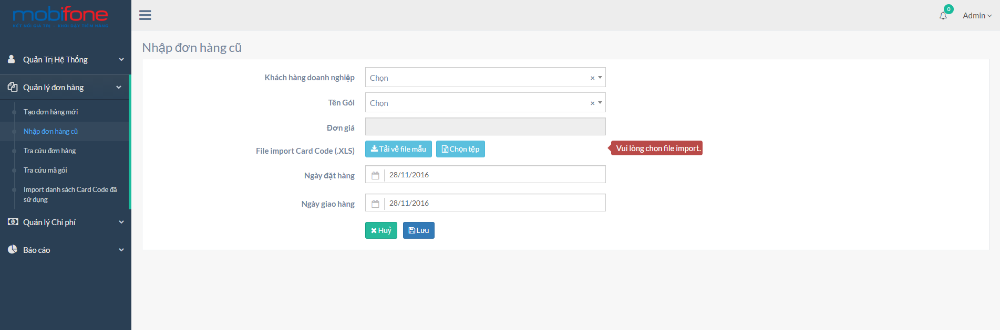 mobifone
KẾT NỐI GIÁ TRỊ - KHƠI DẬY TIỀM NĂNG
0
Admin
Quản Trị Hệ Thống
Quản lý đơn hàng
Tạo đơn hàng mới
Nhập đơn hàng cũ
Tra cứu đơn hàng
Tra cứu mã gói
Import danh sách Card Code đã
sử dụng
Quản lý Chi phí
Báo cáo
Nhập đơn hàng cũ
Khách hàng doanh nghiệp
Chọn
×
Tên Gói
Chọn
×
Đơn giá
File import Card Code (.XLS)
Tải về file mẫu
Chọn tệp
Vui lòng chọn file import.
Ngày đặt hàng
28/11/2016
Ngày giao hàng
28/11/2016
Huỷ
Lưu